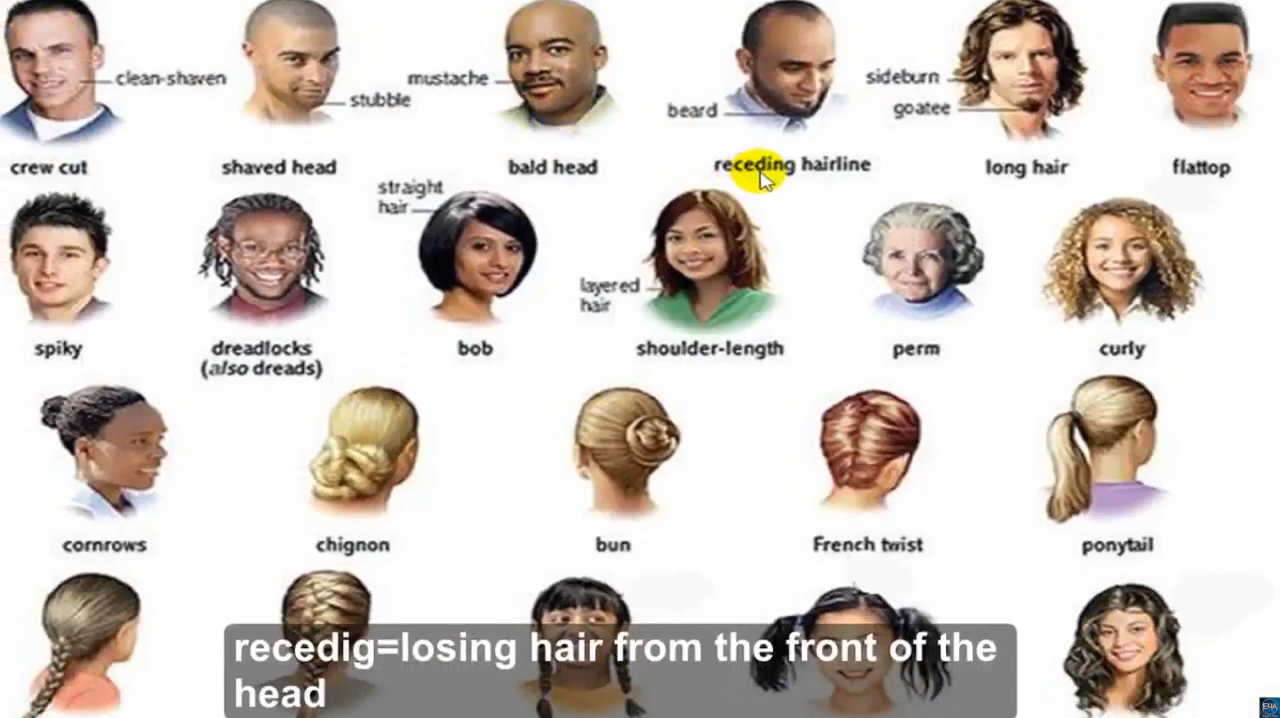 clean-shaven
stubble
mustache
beard
sideburn
goatee
crew cut
shaved head
bald head
receding hairline
long hair
flattop
straight
hair
layered
hair
spiky
dreadlocks
(also dreads)
bob
shoulder-length
perm
curly
cornrows
chignon
bun
French twist
ponytail
recedig=losing hair from the front of the
head